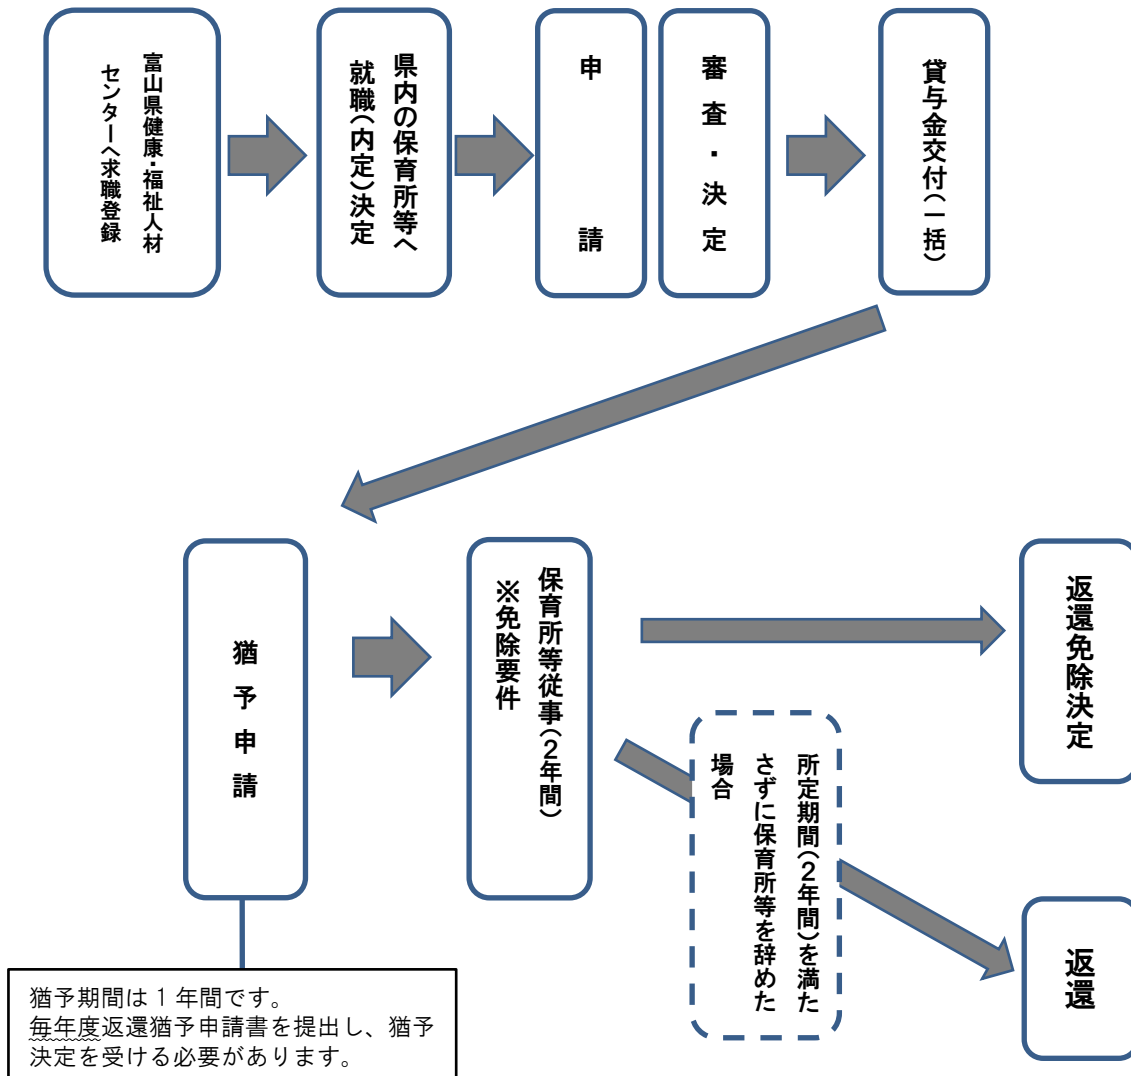 富山県健康・福祉人材
センターへ求職登録
県内の保育所等へ
就職(内定)決定
申請
審査・決定
貸与金交付(一括)
猶予申請
保育所等従事(2年間)
※免除要件
返還免除決定
所定期間(2年間)を満た
さずに保育所等を辞めた
場合
返還
猶予期間は1年間です。
毎年度返還猶予申請書を提出し、猶予
決定を受ける必要があります。